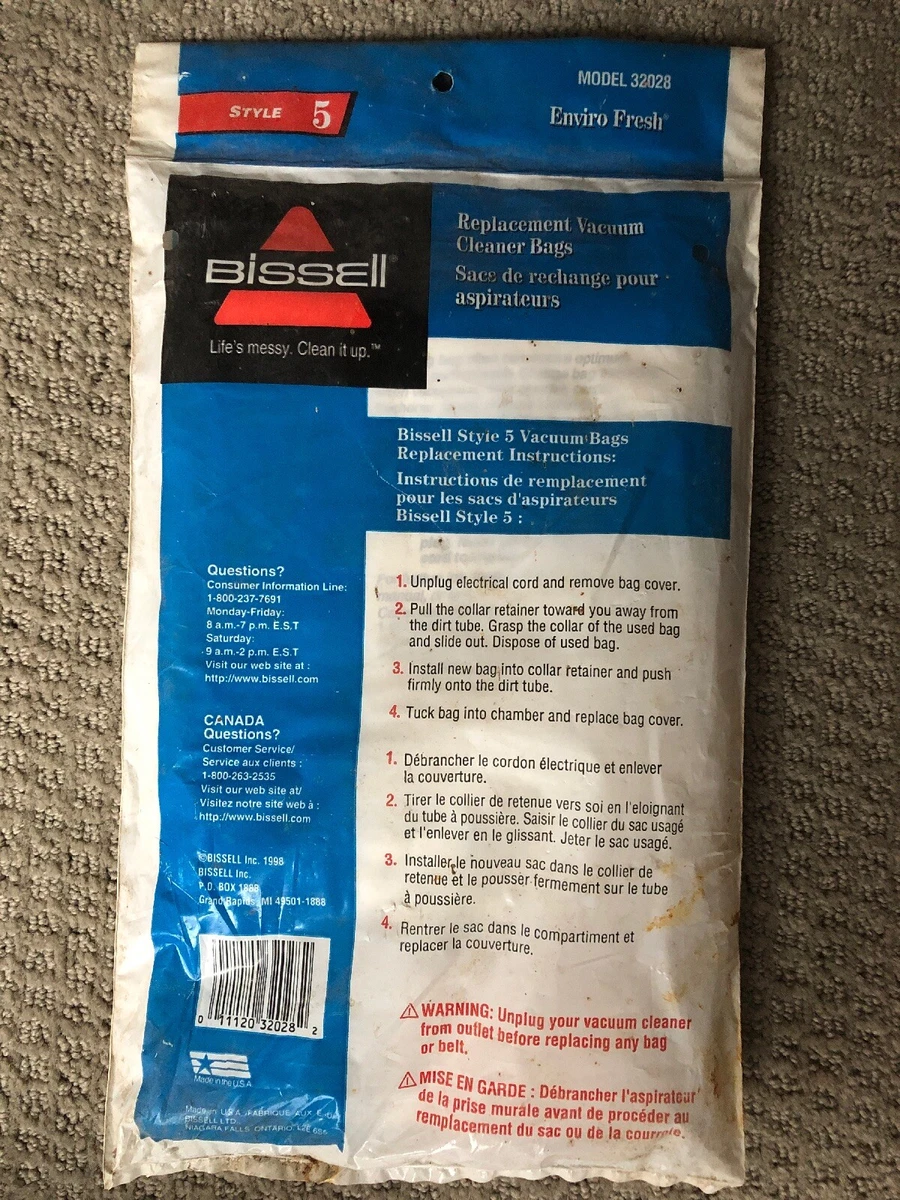 MODEL 32028
STYLE 5
Enviro Fresh®
BISSELL®
Life's messy. Clean it up.™
Replacement Vacuum
Cleaner Bags
Sacs de rechange pour
aspirateurs
Bissell Style 5 Vacuum Bags
Replacement Instructions:
Instructions de remplacement
pour les sacs d'aspirateurs
Bissell Style 5 :
Questions?
Consumer Information Line:
1-800-237-7691
Monday-Friday:
8 a.m.-7 p.m. E.S.T
Saturday:
9 a.m.-2 p.m. E.S.T
Visit our web site at :
http://www.bissell.com
CANADA
Questions?
Customer Service/
Service aux clients :
1-800-263-2535
Visit our web site at/
Visitez notre site web à :
http://www.bissell.com
©BISSELL Inc. 1998
BISSELL Inc.
P.O. BOX 1888
Grand Rapids, MI 49501-1888
0 11120 32028 2
Made in the U.S.A.
Made in U.S.A. /FABRIQUÉ AUX É-U.
BISSELL LTD.
NIAGARA FALLS, ONTARIO L2E 6S5
1. Unplug electrical cord and remove bag cover.
2. Pull the collar retainer toward you away from
the dirt tube. Grasp the collar of the used bag
and slide out. Dispose of used bag.
3. Install new bag into collar retainer and push
firmly onto the dirt tube.
4. Tuck bag into chamber and replace bag cover.
1. Débrancher le cordon électrique et enlever
la couverture.
2. Tirer le collier de retenue vers soi en l'eloignant
du tube à poussière. Saisir le collier du sac usagé
et l'enlever en le glissant. Jeter le sac usagé.
3. Installer le nouveau sac dans le collier de
retenue et le pousser fermement sur le tube
à poussière.
4. Rentrer le sac dans le compartiment et
replacer la couverture.
WARNING: Unplug your vacuum cleaner
from outlet before replacing any bag
or belt.
MISE EN GARDE : Débrancher l'aspirateur
de la prise murale avant de procéder au
remplacement du sac ou de la courroie.